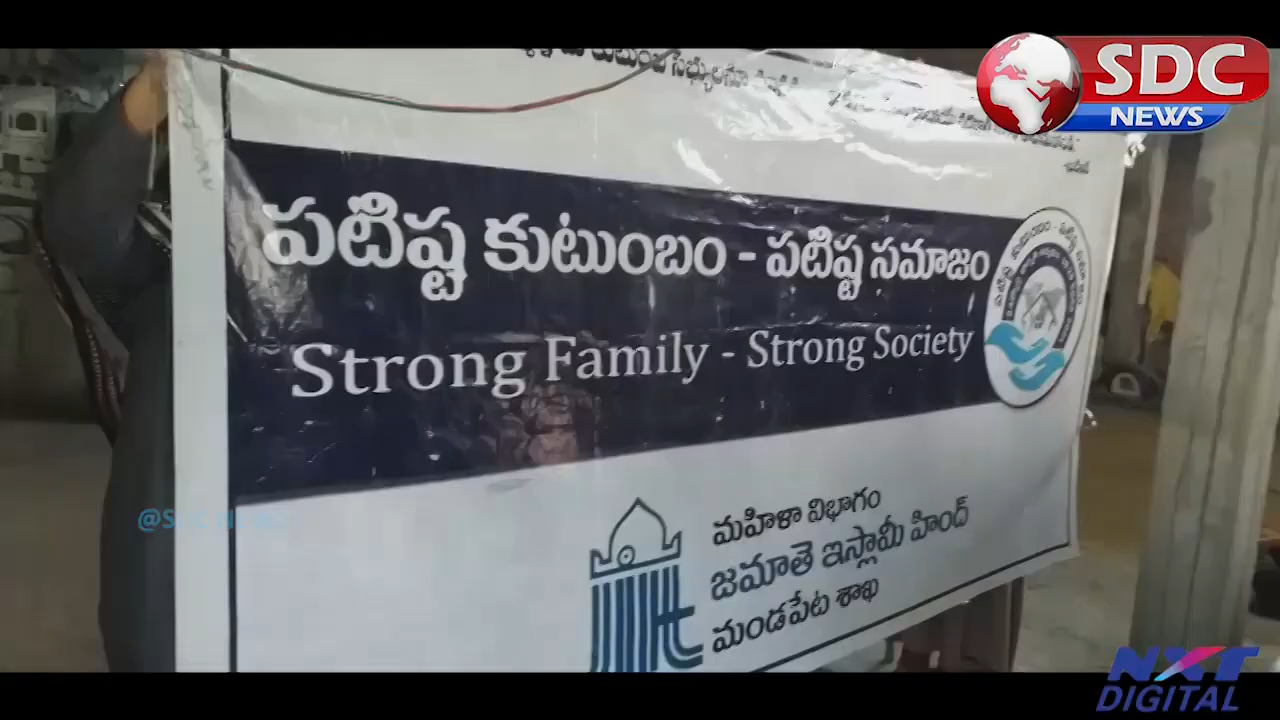 SDC
NEWS
పటిష్ట కుటుంబం - పటిష్ట సమాజం
Strong Family - Strong Society
మహిళా విభాగం
జమాతె ఇస్లామీ హింద్
మండపేట శాఖ
NXT
DIGITAL